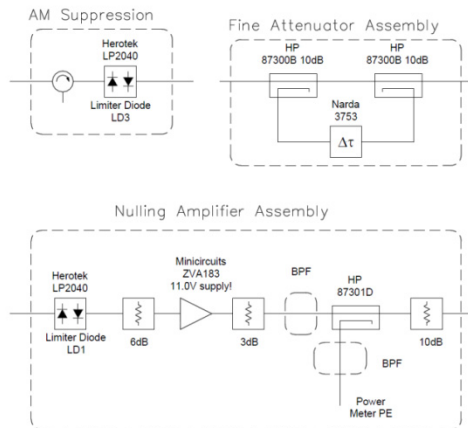 AM Suppression
Herotek
LP2040
Limiter Diode
LD3
Fine Attenuator Assembly
HP
87300B 10dB
HP
87300B 10dB
Narda
3753
Δτ
Nulling Amplifier Assembly
Herotek
LP2040
Limiter Diode
LD1
6dB
Minicircuits
ZVA183
11.0V supply!
3dB
BPF
HP
87301D
BPF
10dB
Power
Meter PE